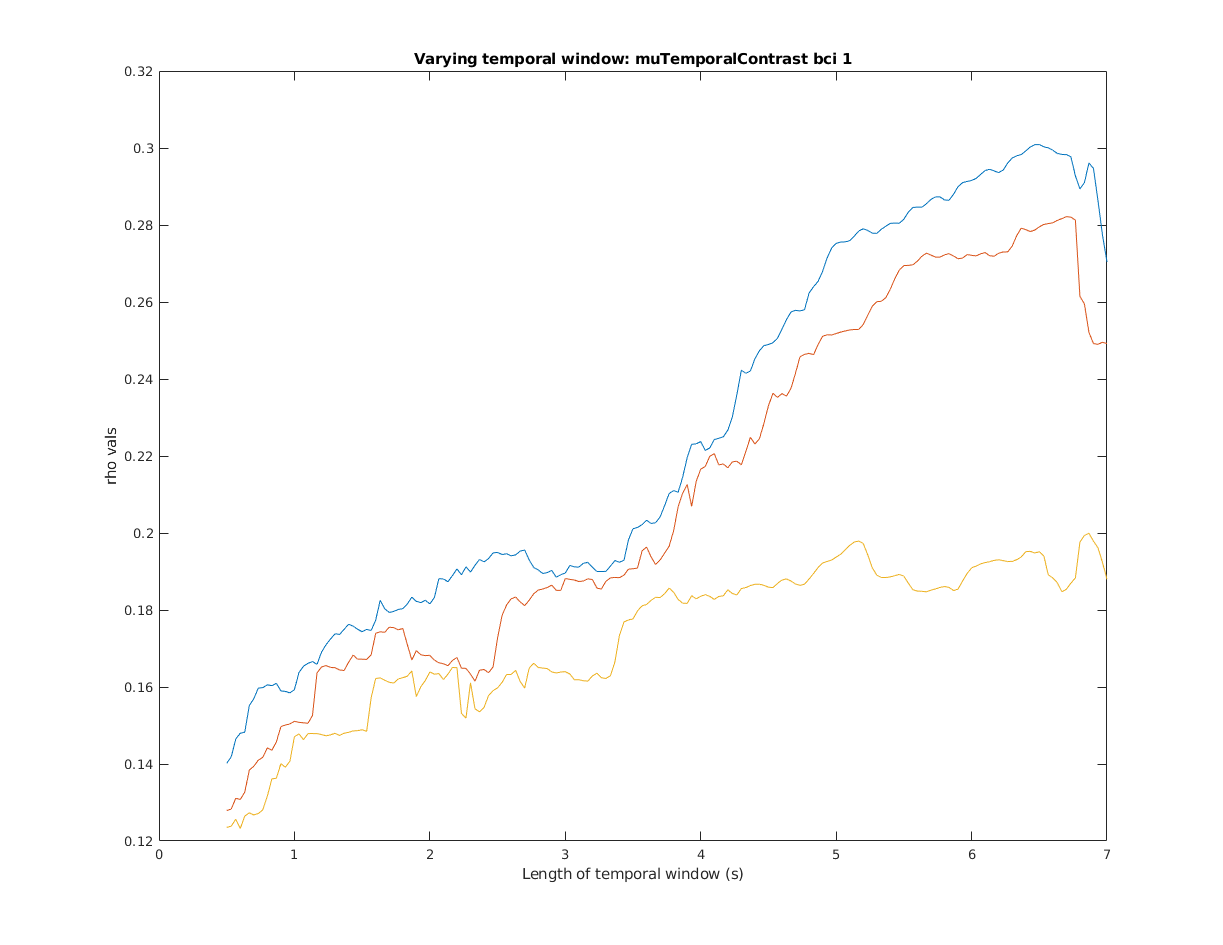 Varying temporal window: muTemporalContrast bci 1
0.32
0.3
0.28
0.26
0.24
0.22
0.2
0.18
0.16
0.14
0.12
rho vals
0 1 2 3 4 5 6 7
Length of temporal window (s)